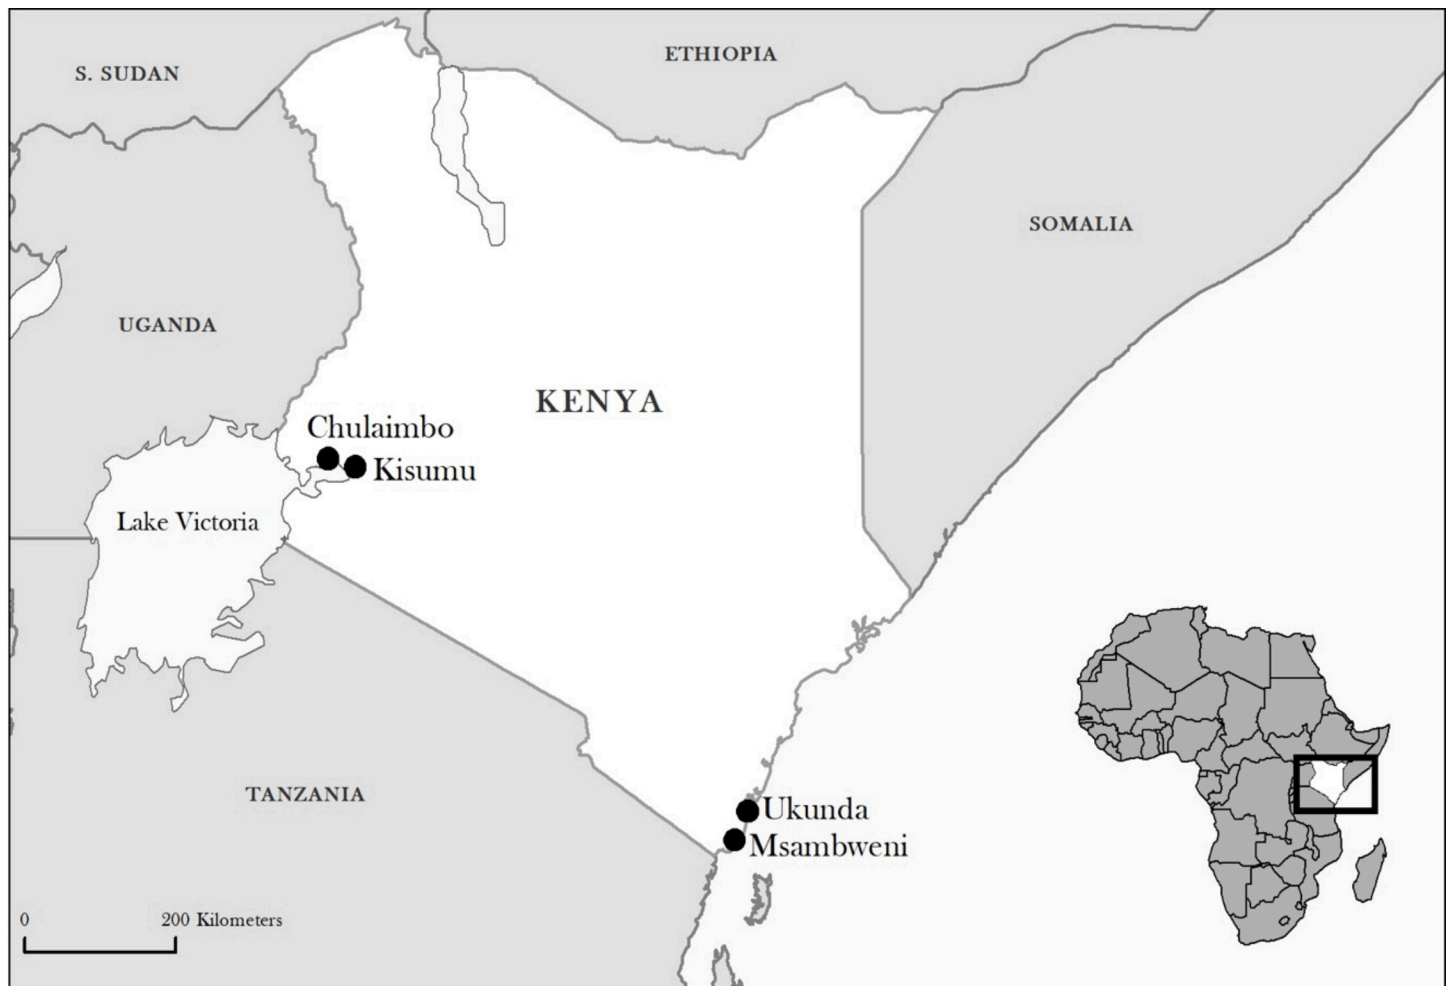 ETHIOPIA
S. SUDAN
SOMALIA
UGANDA
KENYA
Chulaimbo
Kisumu
Lake Victoria
TANZANIA
Ukunda
Msambweni
0 200 Kilometers